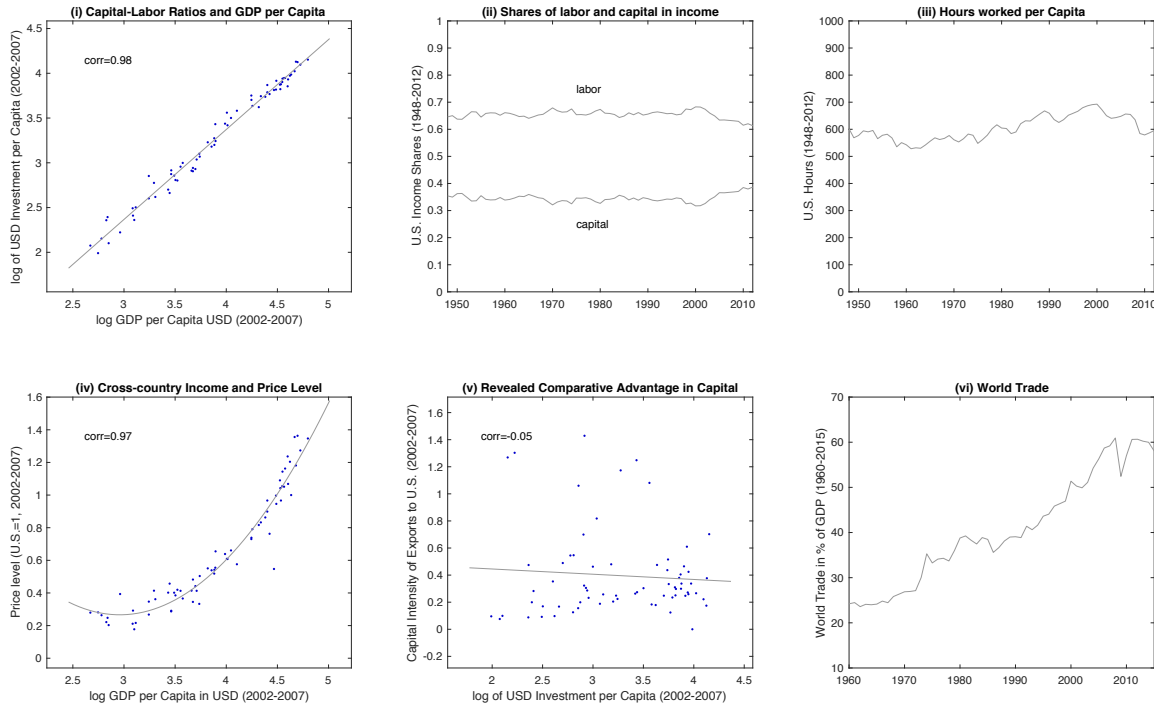 (i) Capital-Labor Ratios and GDP per Capita
log of USD Investment per Capita (2002-2007)
4.5
4
3.5
3
2.5
2
corr=0.98
2.5 3 3.5 4 4.5 5
log GDP per Capita USD (2002-2007)
(ii) Shares of labor and capital in income
U.S. Income Shares (1948-2012)
1
0.9
0.8
0.7
0.6
0.5
0.4
0.3
0.2
0.1
0
labor
capital
1950 1960 1970 1980 1990 2000 2010
(iii) Hours worked per Capita
U.S. Hours (1948-2012)
1000
900
800
700
600
500
400
300
200
100
0
1950 1960 1970 1980 1990 2000 2010
(iv) Cross-country Income and Price Level
Price level (U.S.=1, 2002-2007)
1.6
1.4
1.2
1
0.8
0.6
0.4
0.2
0
corr=0.97
2.5 3 3.5 4 4.5 5
log GDP per Capita in USD (2002-2007)
(v) Revealed Comparative Advantage in Capital
Capital Intensity of Exports to U.S. (2002-2007)
1.6
1.4
1.2
1
0.8
0.6
0.4
0.2
0
-0.2
corr=-0.05
2 2.5 3 3.5 4 4.5
log of USD Investment per Capita (2002-2007)
(vi) World Trade
World Trade in % of GDP (1960-2015)
70
60
50
40
30
20
10
1960 1970 1980 1990 2000 2010